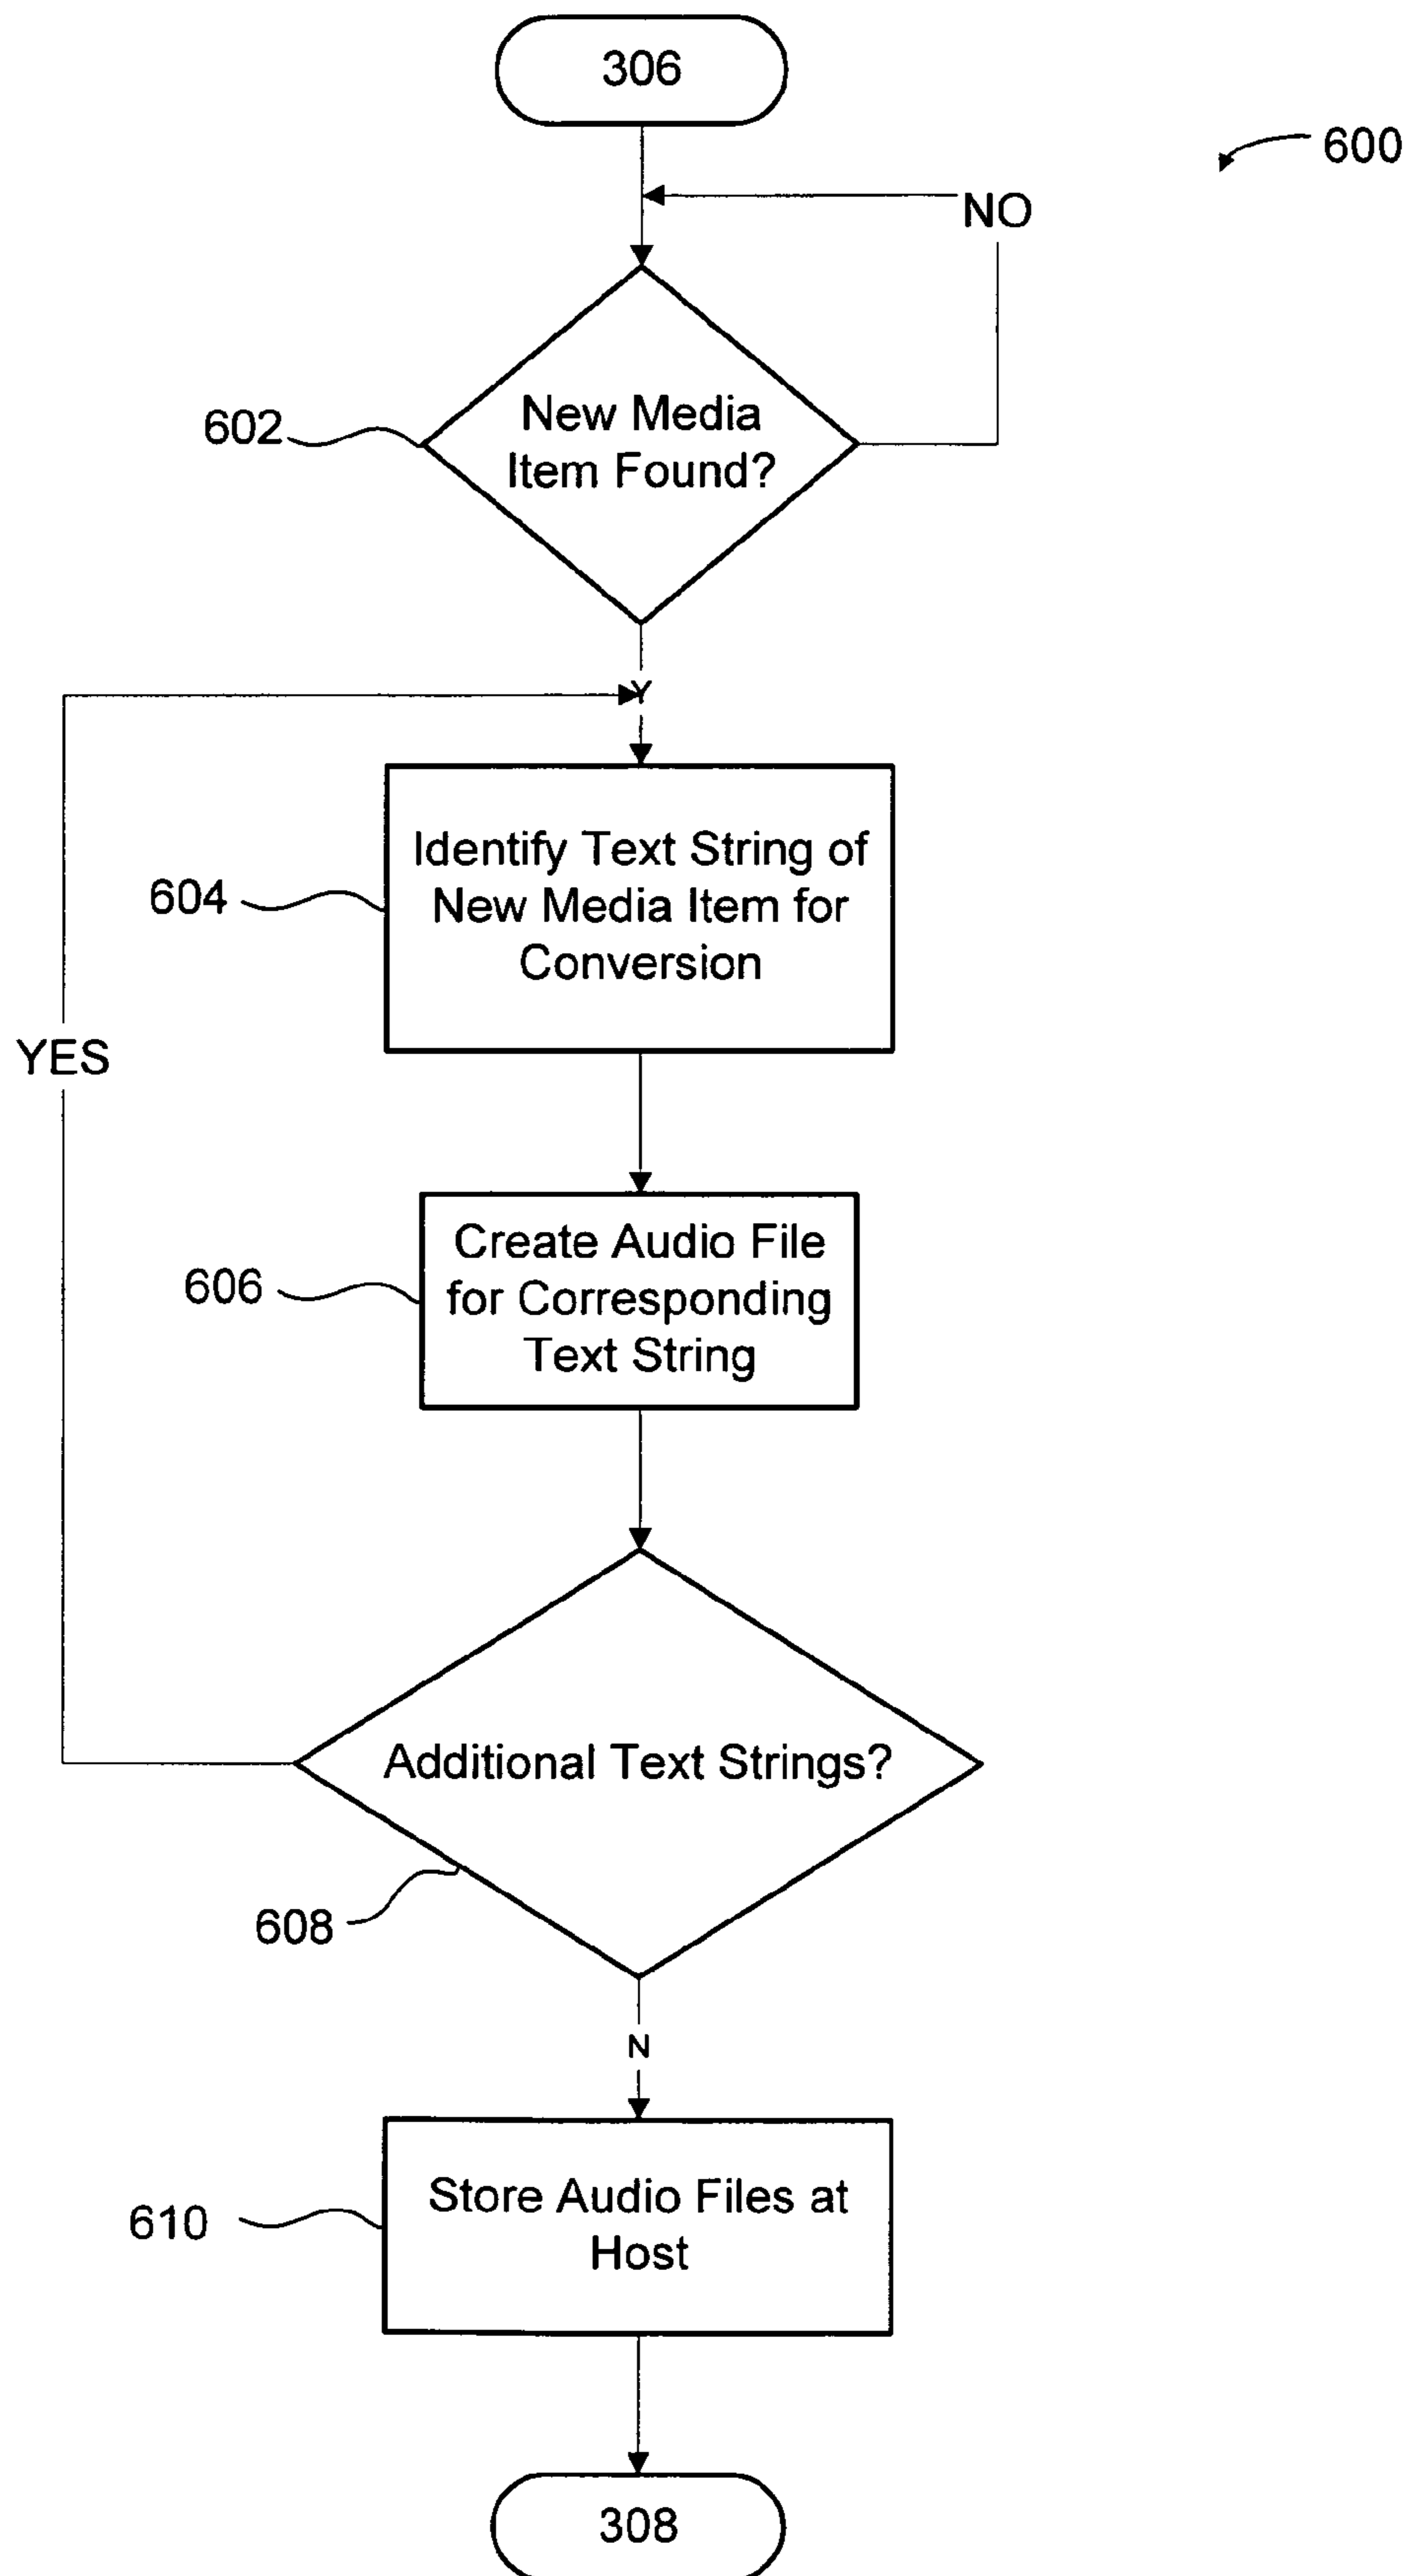 306
600
NO
602
New Media
Item Found?
Y
604
Identify Text String of
New Media Item for
Conversion
YES
606
Create Audio File
for Corresponding
Text String
Additional Text Strings?
608
N
610
Store Audio Files at
Host
308